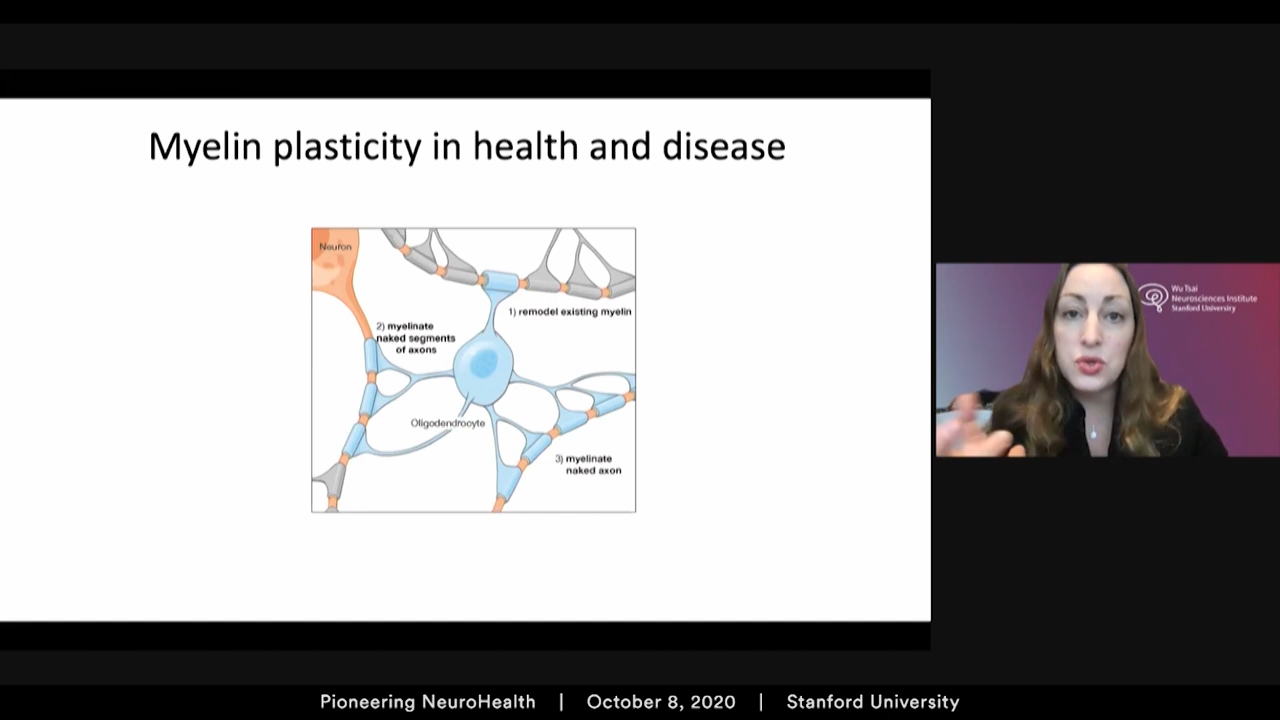 Myelin plasticity in health and disease
Neuron
1) remodel existing myelin
2) myelinate
naked segments
of axons
Oligodendrocyte
3) myelinate
naked axon
Wu Tsai
Neurosciences Institute
Stanford University
Pioneering NeuroHealth | October 8, 2020 | Stanford University